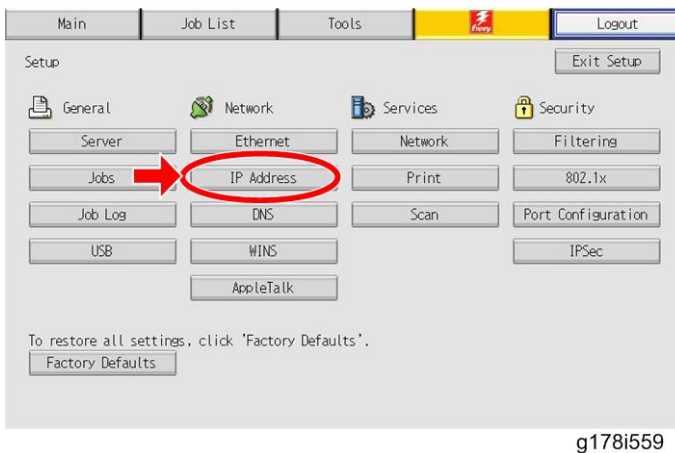 Main Job List Tools fiery Logout
Setup Exit Setup
General Network Services Security
Server Ethernet Network Filtering
Jobs IP Address Print 802.1x
Job Log DNS Scan Port Configuration
USB WINS IPSec
AppleTalk
To restore all settings, click 'Factory Defaults'.
Factory Defaults
g178i559